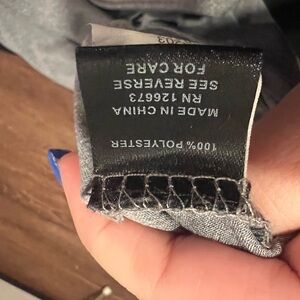 100% POLYESTER
MADE IN CHINA
RN 126673
SEE REVERSE
FOR CARE